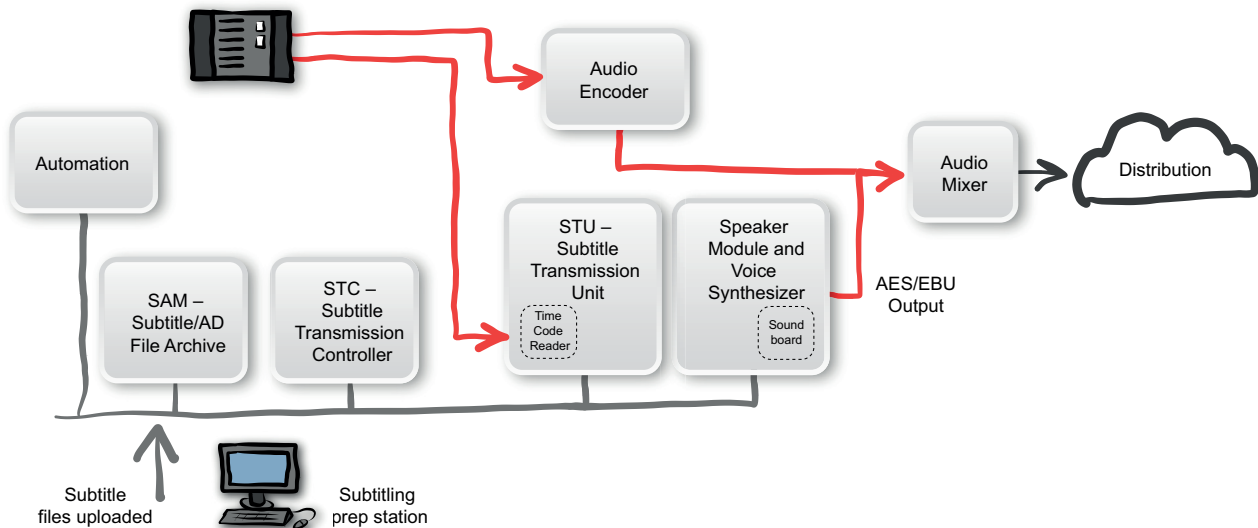 Audio
Encoder
Automation
Audio
Mixer
Distribution
SAM –
Subtitle/AD
File Archive
STC –
Subtitle
Transmission
Controller
STU –
Subtitle
Transmission
Unit
Time
Code
Reader
Speaker
Module and
Voice
Synthesizer
Sound
board
AES/EBU
Output
Subtitle
files uploaded
Subtitling
prep station